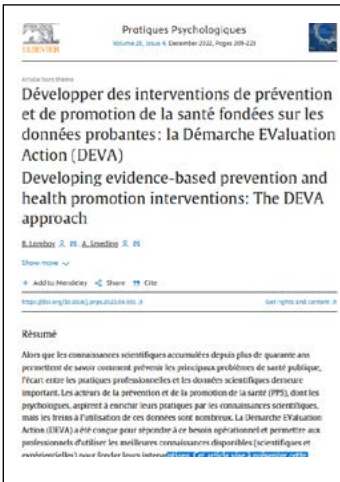 ELSEVIER
Pratiques Psychologiques
Volume 28, Issue 4, December 2022, Pages 209-223
Article hors thème
Développer des interventions de prévention
et de promotion de la santé fondées sur les
données probantes : la Démarche EValuation
Action (DEVA)
Developing evidence-based prevention and
health promotion interventions: The DEVA
approach
Show more
Add to Mendeley Share Cite
Get rights and content
Résumé
Alors que les connaissances scientifiques accumulées depuis plus de quarante ans
permettent de savoir comment prévenir les principaux problèmes de santé publique,
l'écart entre les pratiques professionnelles et les données scientifiques demeure
important. Les acteurs de la prévention et de la promotion de la santé (PPS), dont les
psychologues, aspirent à enrichir leurs pratiques par les connaissances scientifiques,
mais les freins à l'utilisation de ces données sont nombreux. La Démarche EValuation
Action (DEVA) a été conçue pour répondre à ce besoin opérationnel et permettre aux
professionnels d'utiliser les meilleures connaissances disponibles (scientifiques et
expérientielles) pour fonder leurs interventions. Cet article vise à présenter cette